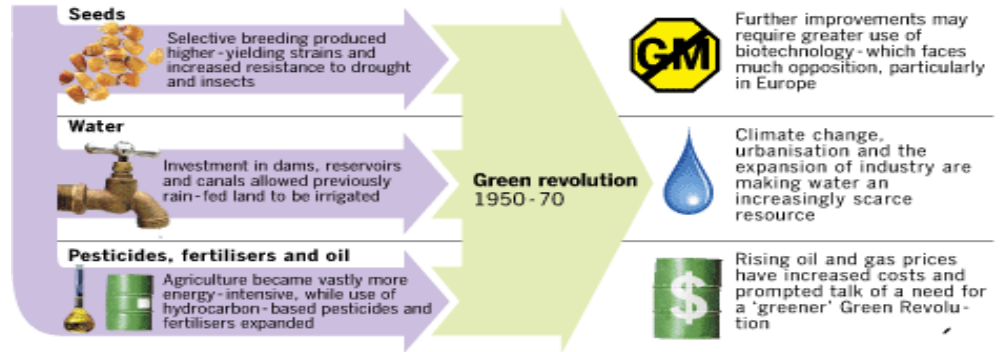 Seeds
Selective breeding produced
higher-yielding strains and
increased resistance to drought
and insects
Water
Investment in dams, reservoirs
and canals allowed previously
rain-fed land to be irrigated
Pesticides, fertilisers and oil
Agriculture became vastly more
energy-intensive, while use of
hydrocarbon-based pesticides and
fertilisers expanded
Green revolution
1950-70
GM
Further improvements may
require greater use of
biotechnology-which faces
much opposition, particularly
in Europe
Climate change,
urbanisation and the
expansion of industry are
making water an
increasingly scarce
resource
$
Rising oil and gas prices
have increased costs and
prompted talk of a need for
a ‘greener’ Green Revolu-
tion